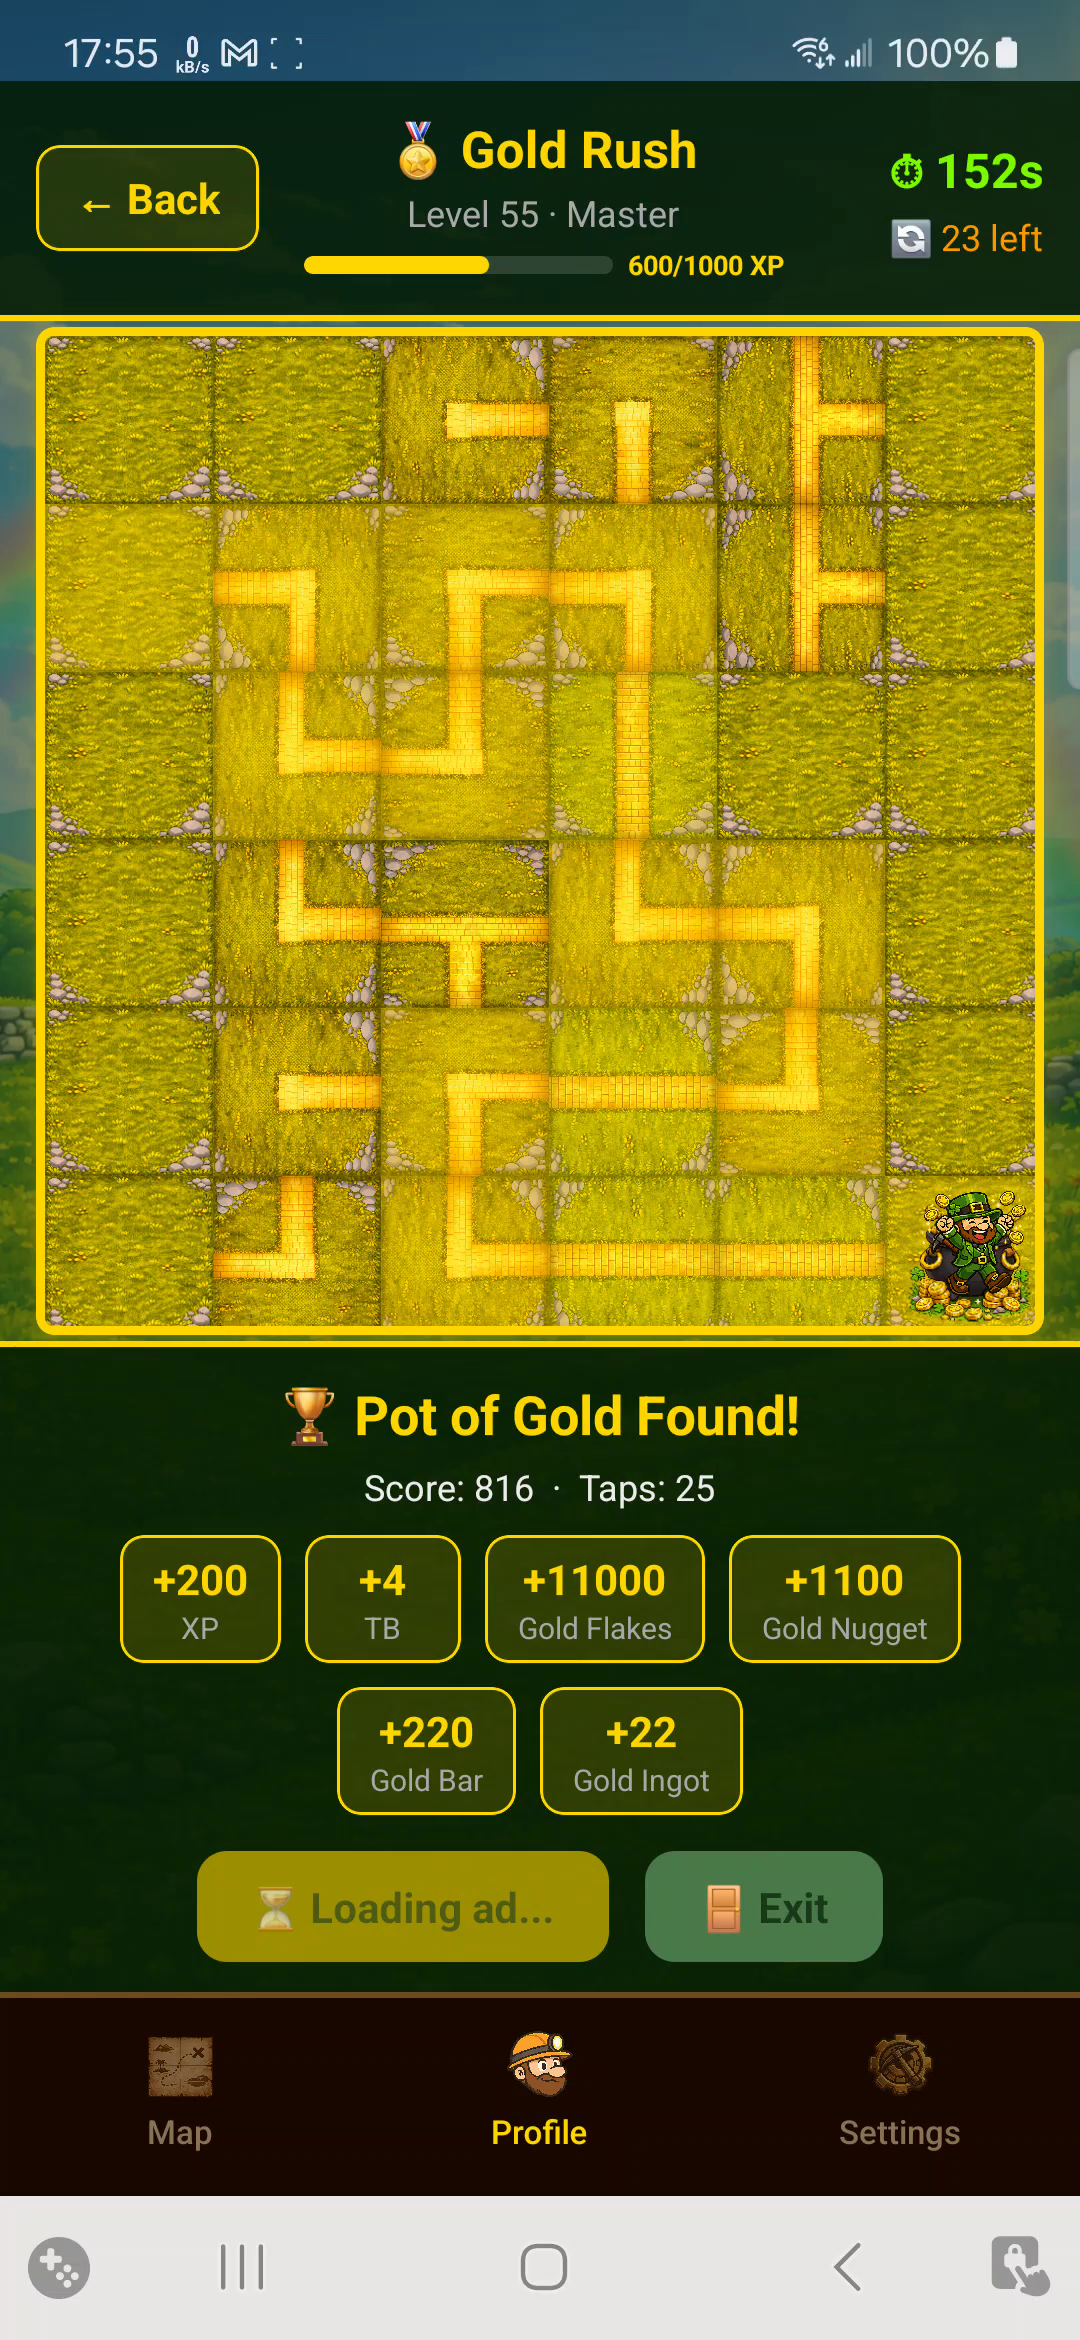 17:55 0 kB/s 6 100%
Gold Rush
← Back
Level 55 · Master
600/1000 XP
152s
23 left
Pot of Gold Found!
Score: 816 · Taps: 25
+200
XP
+4
TB
+11000
Gold Flakes
+1100
Gold Nugget
+220
Gold Bar
+22
Gold Ingot
Loading ad...
Exit
Map
Profile
Settings